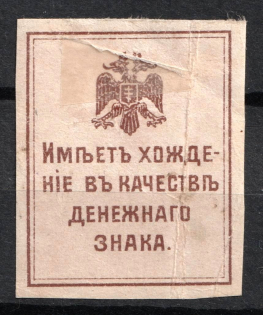 Имѣетъ хожде-
ніе въ качествѣ
денежнаго
знака.